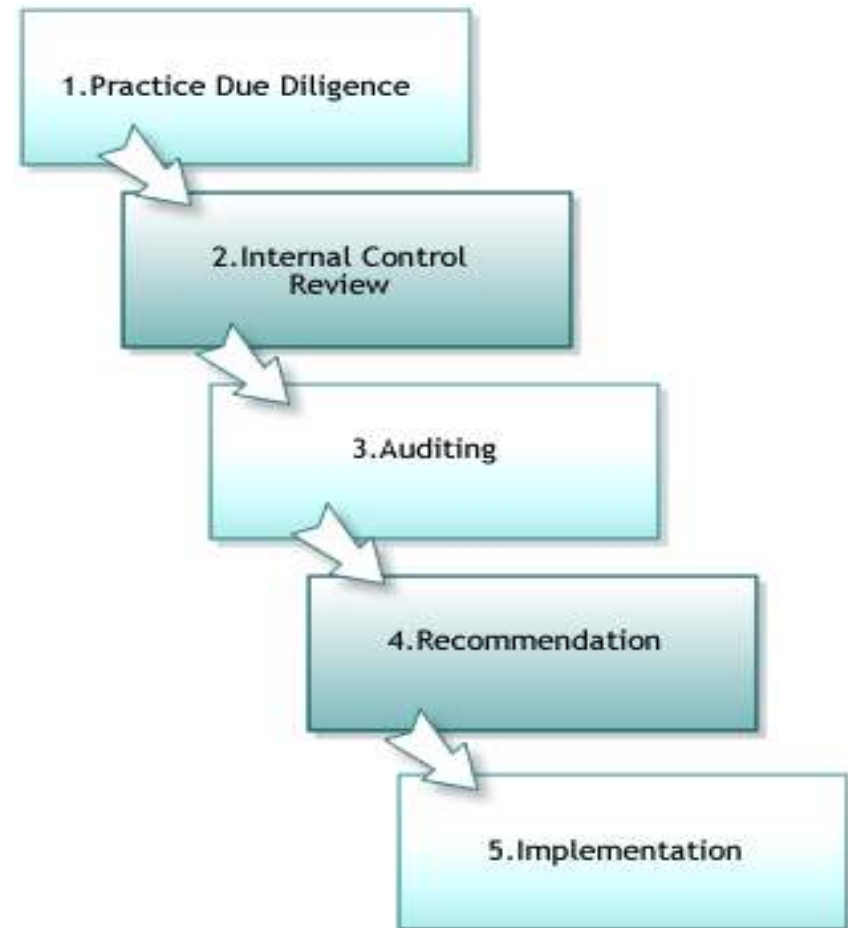 1.Practice Due Diligence
2.Internal Control
Review
3.Auditing
4.Recommendation
5.Implementation